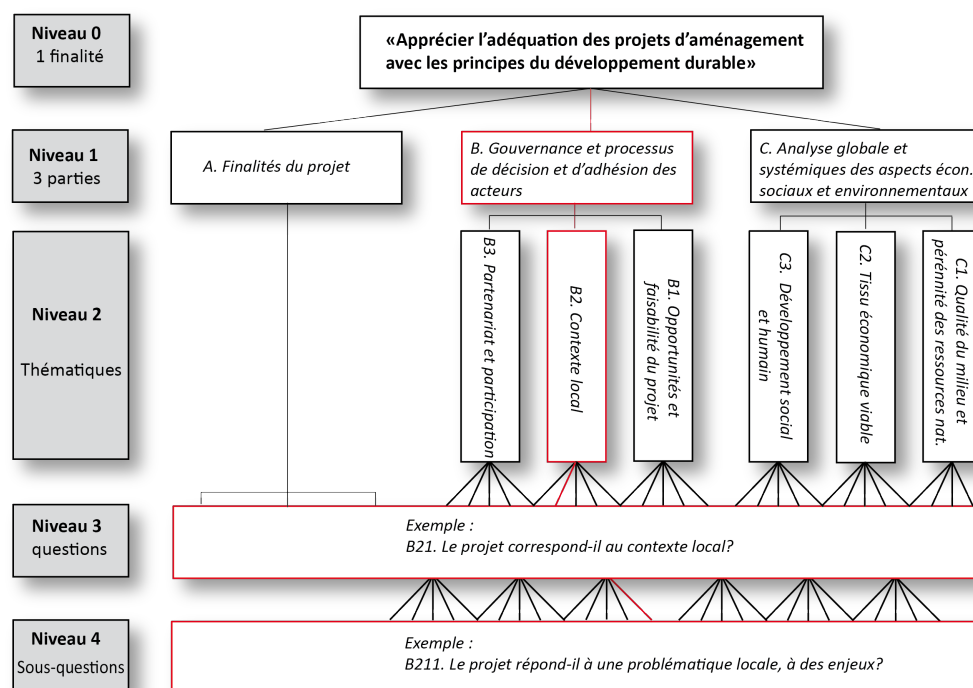 Niveau 0
1 finalité
«Apprécier l’adéquation des projets d’aménagement
avec les principes du développement durable»
Niveau 1
3 parties
A. Finalités du projet
B. Gouvernance et processus
de décision et d’adhésion des
acteurs
C. Analyse globale et
systémiques des aspects écon.
sociaux et environnementaux
Niveau 2
Thématiques
B3. Partenariat et participation
B2. Contexte local
B1. Opportunités et
faisabilité du projet
C3. Développement social
et humain
C2. Tissu économique viable
C1. Qualité du milieu et
pérénnité des ressources nat.
Niveau 3
questions
Exemple :
B21. Le projet correspond-il au contexte local?
Niveau 4
Sous-questions
Exemple :
B211. Le projet répond-il à une problématique locale, à des enjeux?